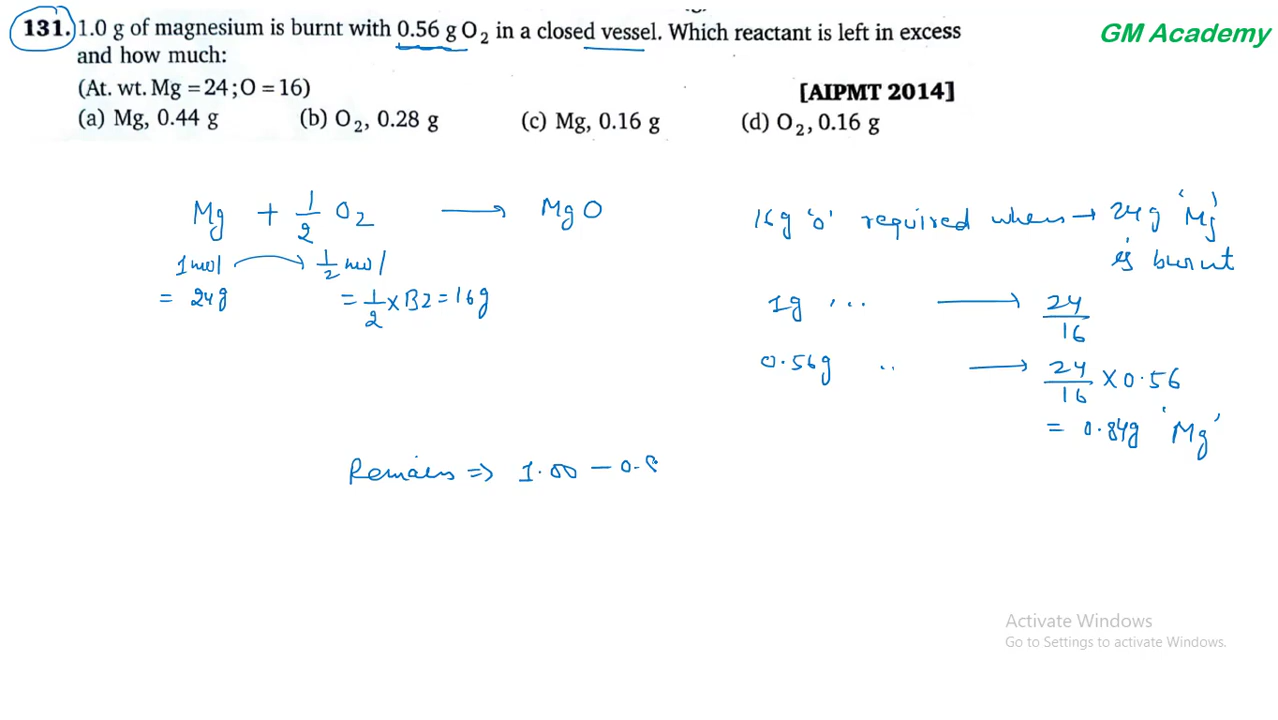 131. 1.0 g of magnesium is burnt with 0.56 g O2 in a closed vessel. Which reactant is left in excess
and how much:
(At. wt. Mg = 24; O = 16)
[AIPMT 2014]
(a) Mg, 0.44 g (b) O2, 0.28 g (c) Mg, 0.16 g (d) O2, 0.16 g
GM Academy
Mg + 1/2 O2 → MgO
1 mol → 1/2 mol
= 24g = 1/2 × 32 = 16g
16g 'O' required when → 24g 'Mg'
is burnt
1g ... → 24/16
0.56g .. → 24/16 × 0.56
= 0.84g 'Mg'
Remains ⇒ 1.00 – 0.
Activate Windows
Go to Settings to activate Windows.